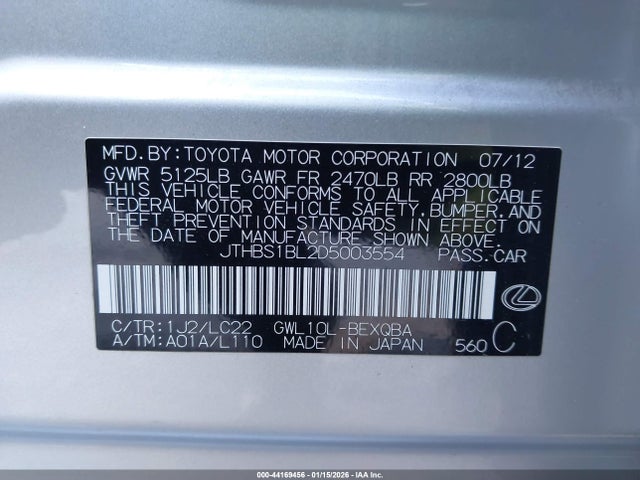 MFD. BY: TOYOTA MOTOR CORPORATION 07/12
GVWR 5125LB GAWR FR 2470LB RR 2800LB
THIS VEHICLE CONFORMS TO ALL APPLICABLE
FEDERAL MOTOR VEHICLE SAFETY, BUMPER, AND
THEFT PREVENTION STANDARDS IN EFFECT ON
THE DATE OF MANUFACTURE SHOWN ABOVE.
JTHBS1BL2D5003554 PASS. CAR
C/TR: 1J2/LC22 GWL10L-BEXQBA
A/TM: A01A/L110 MADE IN JAPAN 560 C
000-44169456 - 01/15/2026 - IAA Inc.